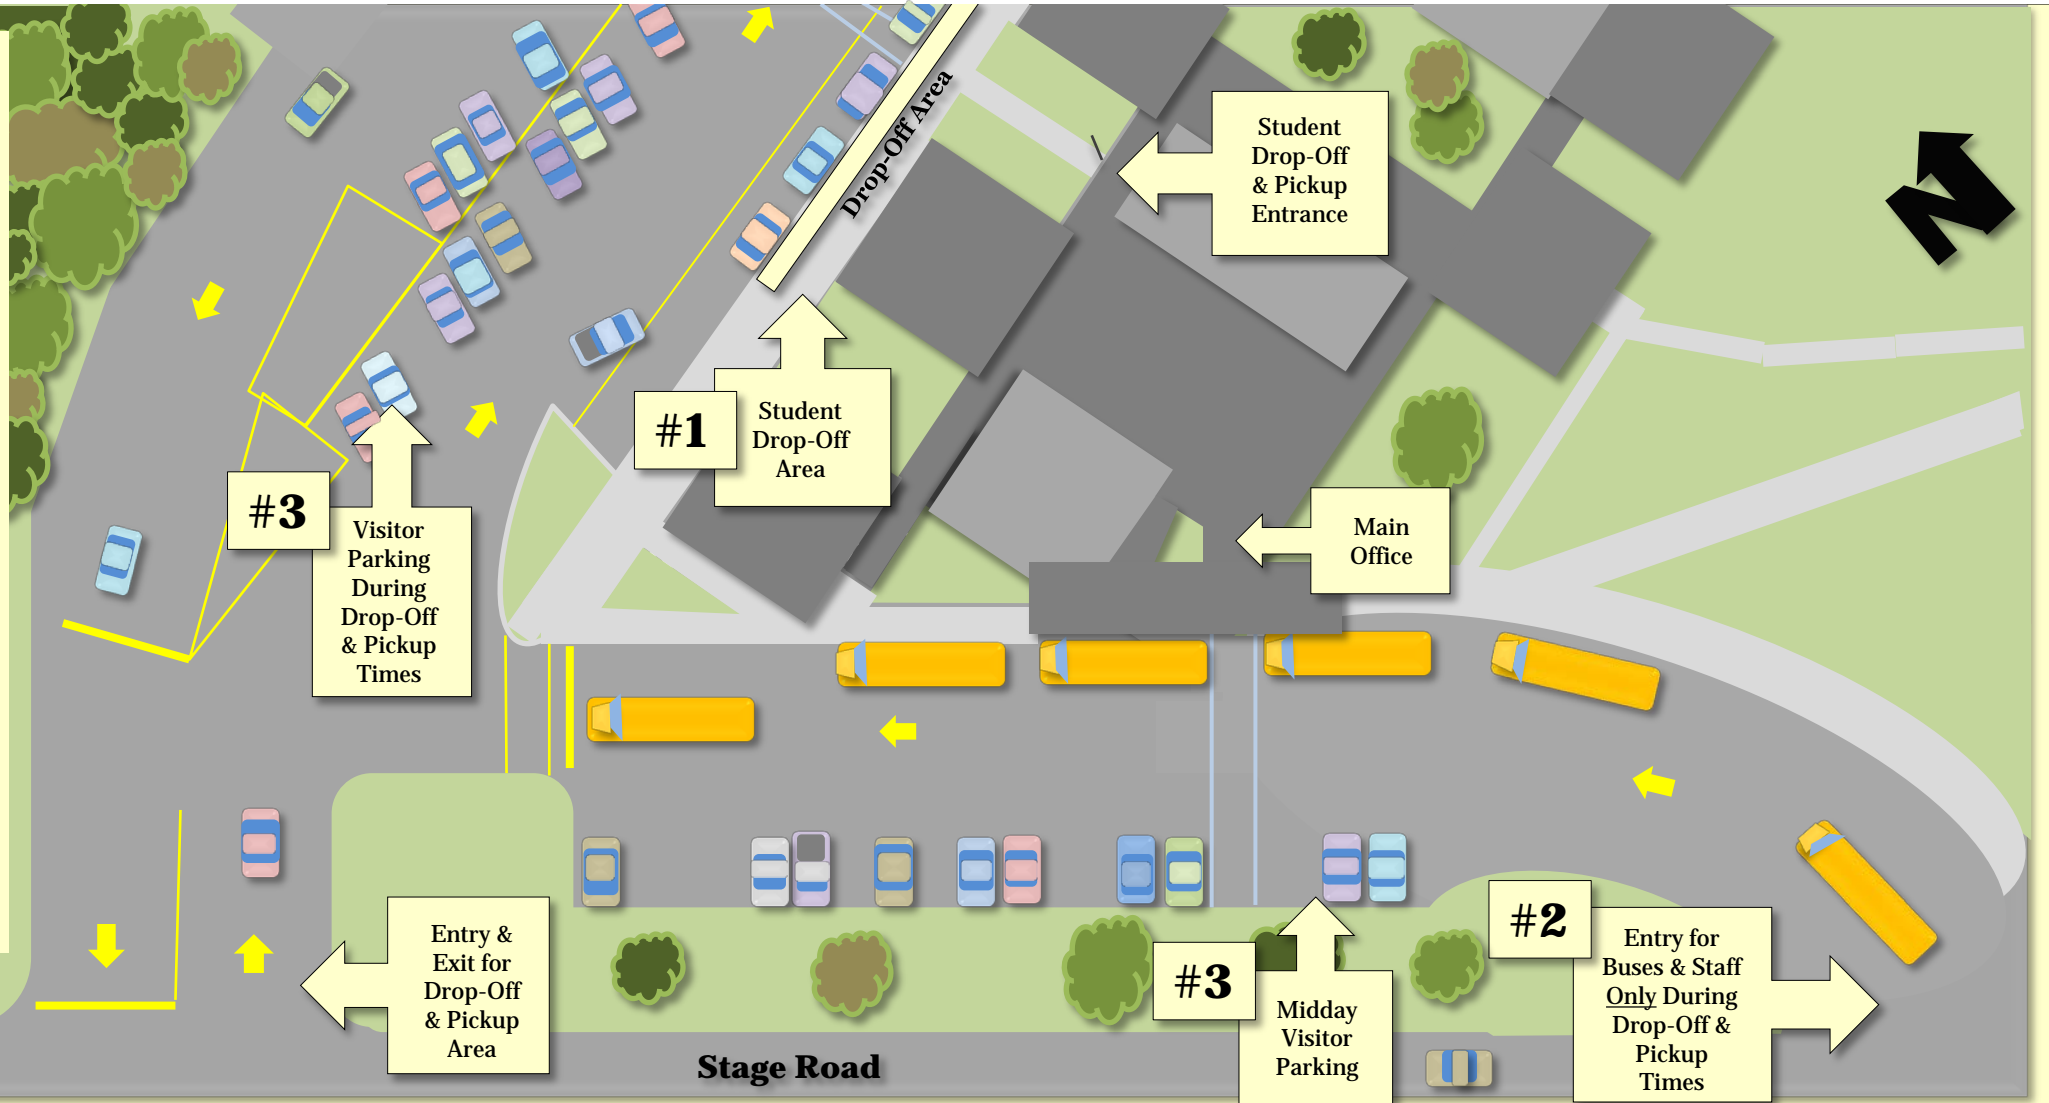 Drop-Off Area
Student
Drop-Off
& Pickup
Entrance
N
#1
Student
Drop-Off
Area
#3
Visitor
Parking
During
Drop-Off
& Pickup
Times
Main
Office
Entry &
Exit for
Drop-Off
& Pickup
Area
#3
Midday
Visitor
Parking
#2
Entry for
Buses & Staff
Only During
Drop-Off &
Pickup
Times
Stage Road